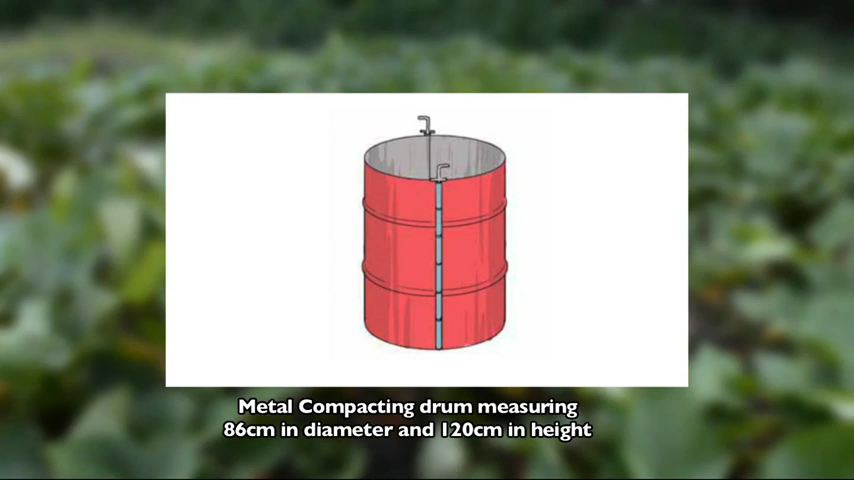 Metal Compacting drum measuring
86cm in diameter and 120cm in height